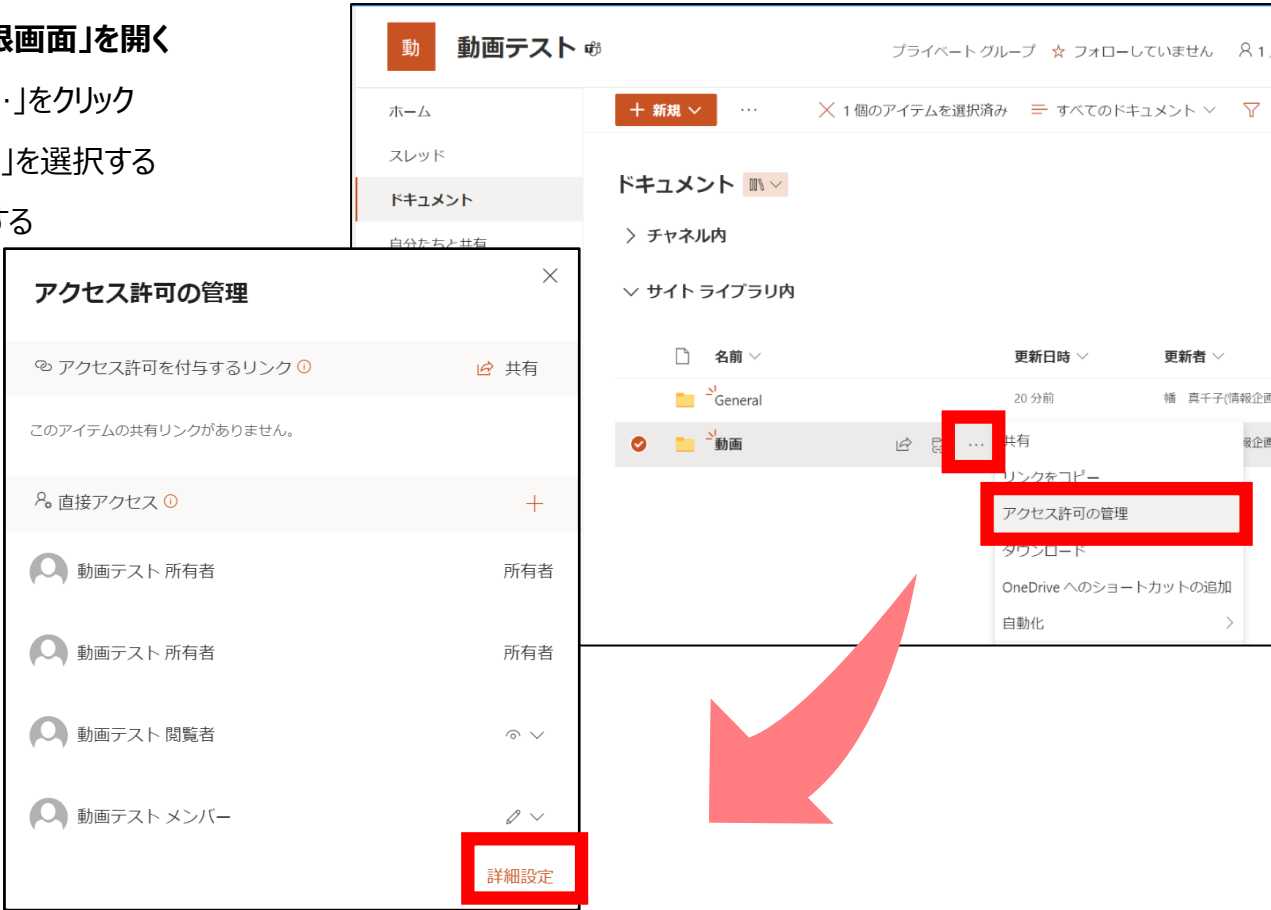 限画面」を開く
‥」をクリック
」を選択する
する
動
動画テスト
プライベート グループ ☆ フォローしていません 1
ホーム
スレッド
ドキュメント
自分たちと共有
+ 新規 … × 1 個のアイテムを選択済み すべてのドキュメント
ドキュメント
チャネル内
サイト ライブラリ内
名前 更新日時 更新者
General 20 分前 幡 真千子(情報企画
動画 … 報企画
共有
リンクをコピー
アクセス許可の管理
ダウンロード
OneDrive へのショートカットの追加
自動化 >
アクセス許可の管理 ×
アクセス許可を付与するリンク 共有
このアイテムの共有リンクがありません。
直接アクセス +
動画テスト 所有者 所有者
動画テスト 所有者 所有者
動画テスト 閲覧者
動画テスト メンバー
詳細設定